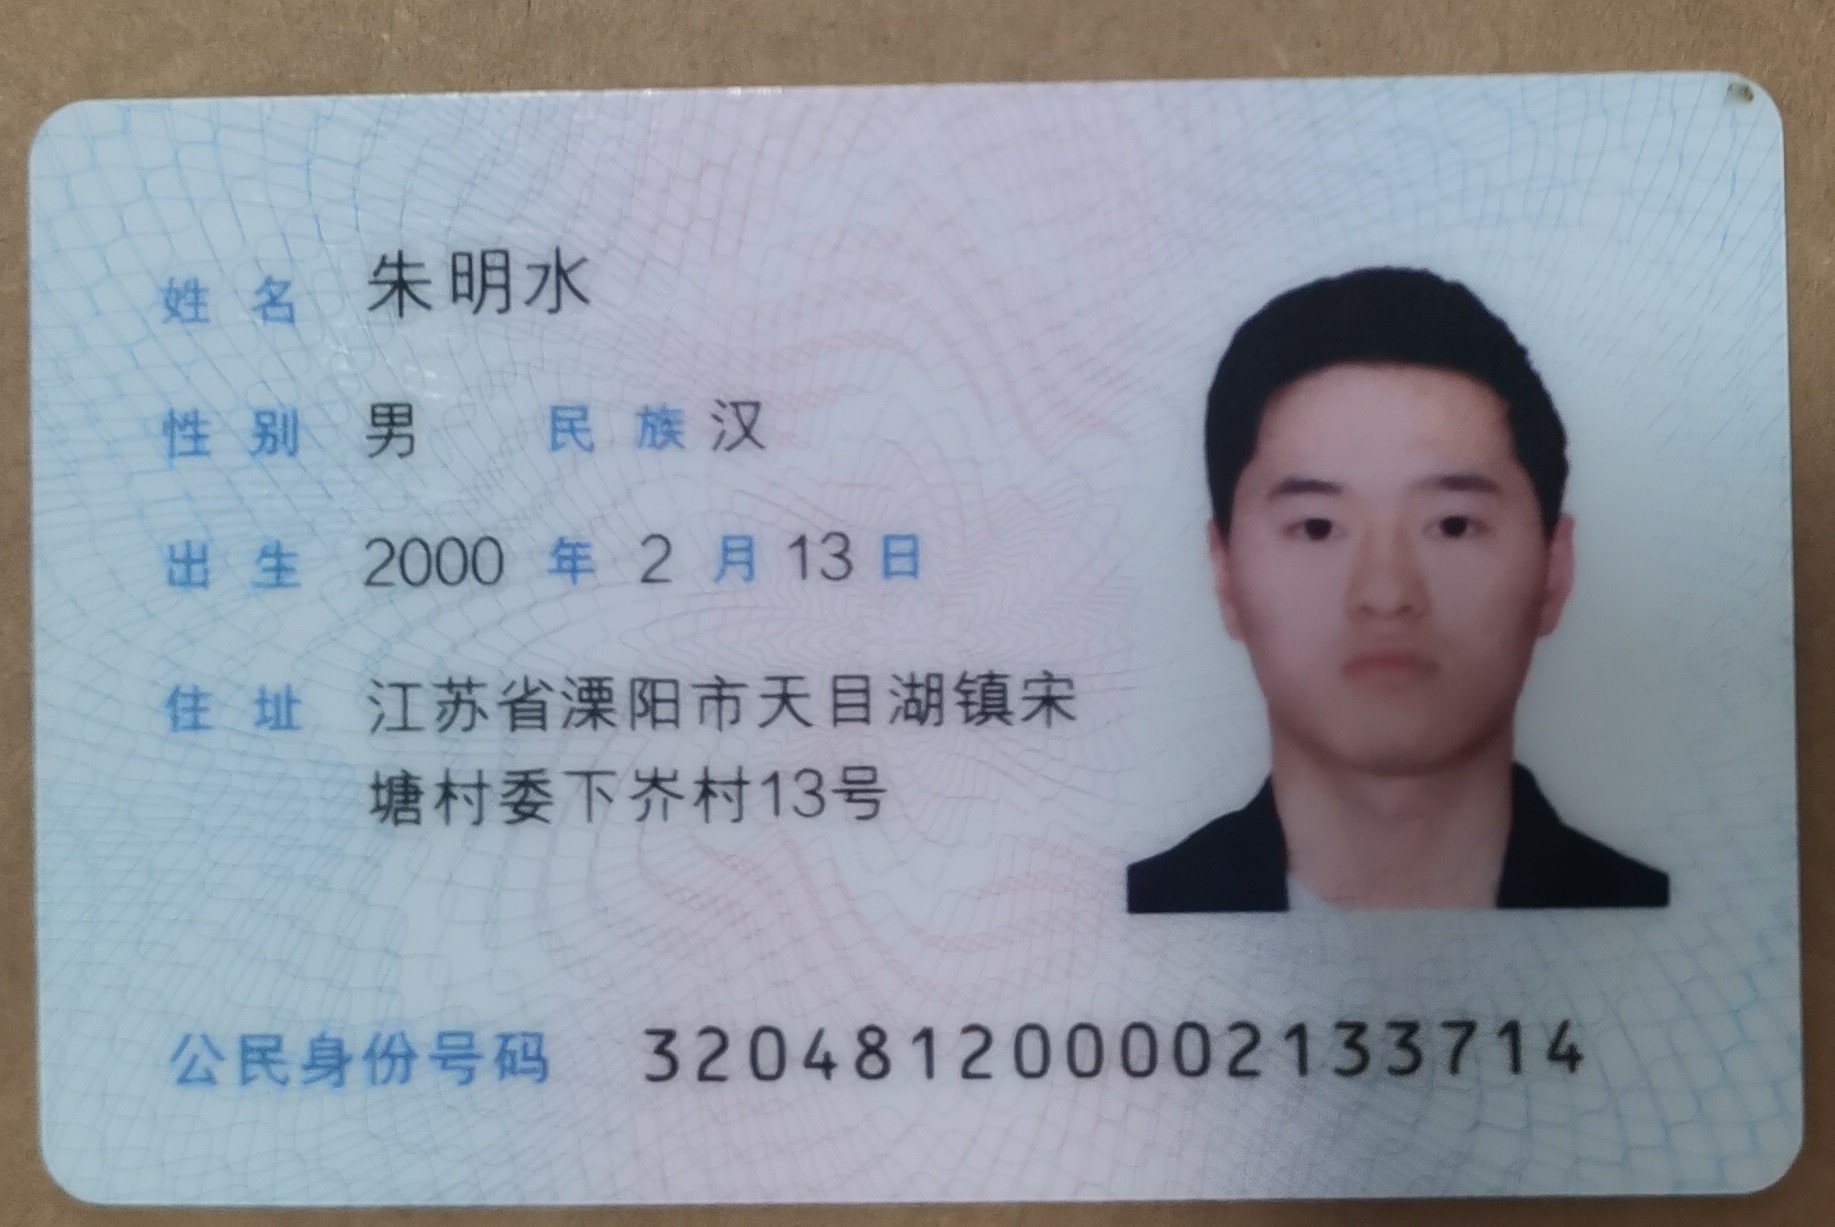 姓名 朱明水
性别 男 民族 汉
出生 2000 年 2 月 13 日
住址 江苏省溧阳市天目湖镇宋
塘村委下岕村13号
公民身份号码 320481200002133714